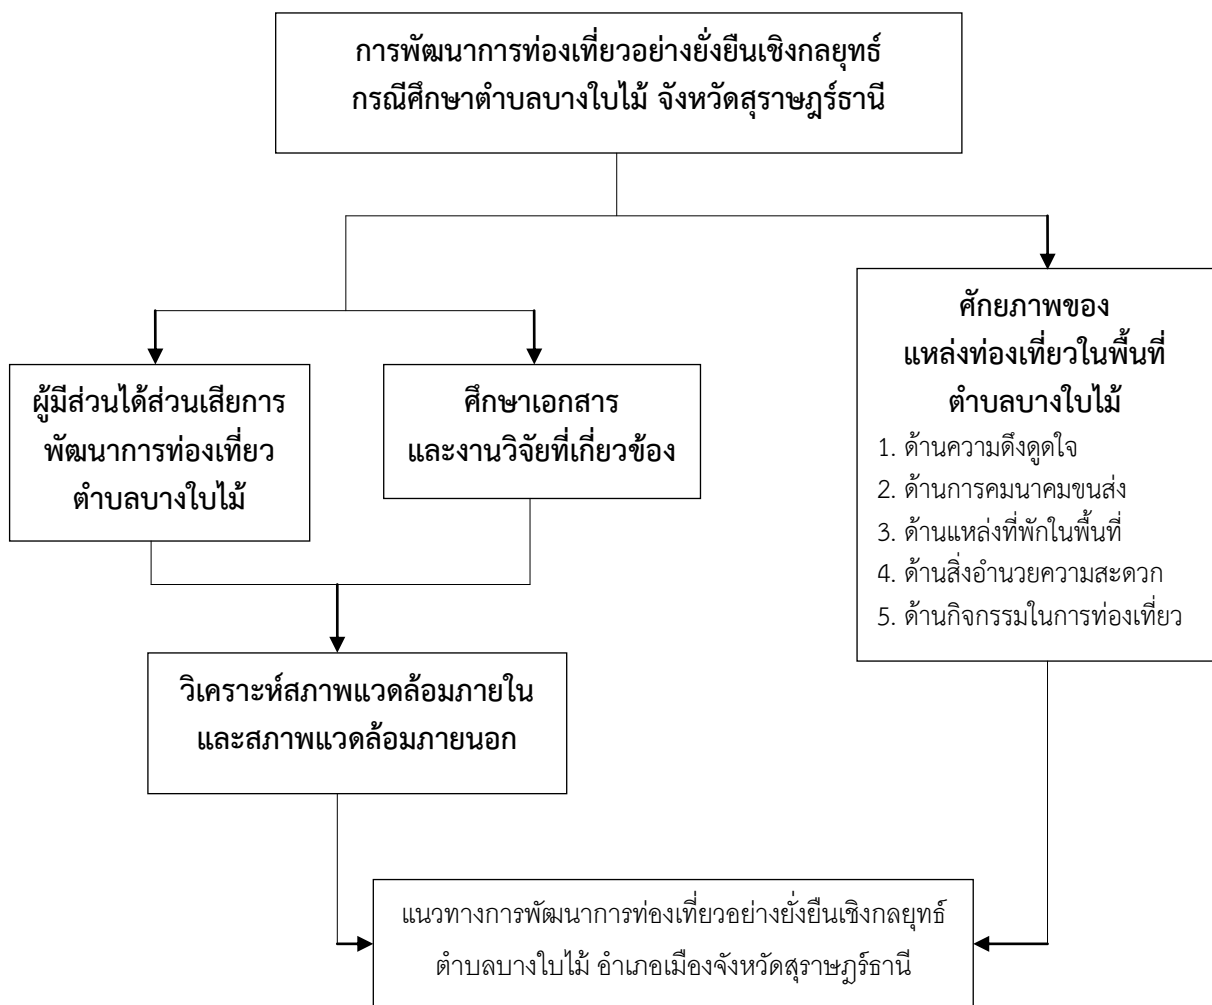 การพัฒนาการท่องเที่ยวอย่างยั่งยืนเชิงกลยุทธ์
กรณีศึกษาตำบลบางใบไม้ จังหวัดสุราษฎร์ธานี
ผู้มีส่วนได้ส่วนเสียการ
พัฒนาการท่องเที่ยว
ตำบลบางใบไม้
ศึกษาเอกสาร
และงานวิจัยที่เกี่ยวข้อง
ศักยภาพของ
แหล่งท่องเที่ยวในพื้นที่
ตำบลบางใบไม้
1. ด้านความดึงดูดใจ
2. ด้านการคมนาคมขนส่ง
3. ด้านแหล่งที่พักในพื้นที่
4. ด้านสิ่งอำนวยความสะดวก
5. ด้านกิจกรรมในการท่องเที่ยว
วิเคราะห์สภาพแวดล้อมภายใน
และสภาพแวดล้อมภายนอก
แนวทางการพัฒนาการท่องเที่ยวอย่างยั่งยืนเชิงกลยุทธ์
ตำบลบางใบไม้ อำเภอเมืองจังหวัดสุราษฎร์ธานี